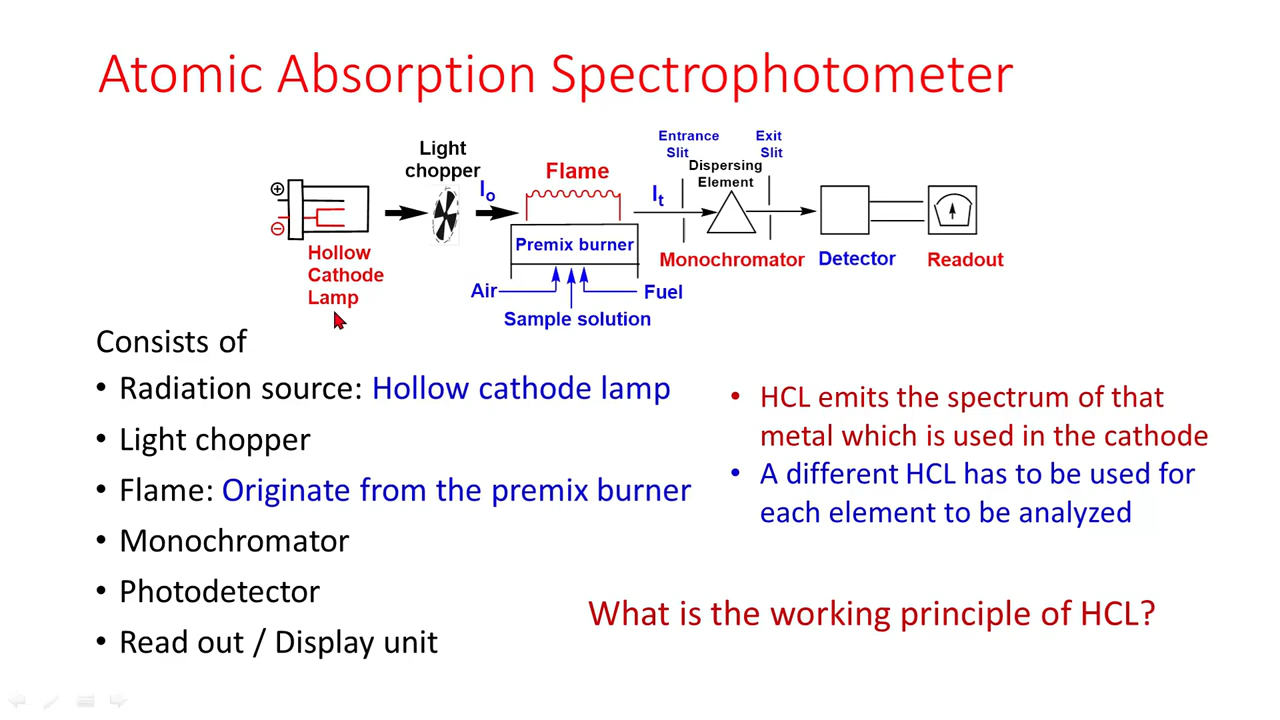 Atomic Absorption Spectrophotometer
Entrance
Slit
Exit
Slit
Light
chopper
Dispersing
Element
Flame
Io
It
+
−
Premix burner
Hollow
Cathode
Lamp
Monochromator
Detector
Readout
Air
Fuel
Sample solution
Consists of
• Radiation source: Hollow cathode lamp
• Light chopper
• Flame: Originate from the premix burner
• Monochromator
• Photodetector
• Read out / Display unit
• HCL emits the spectrum of that
metal which is used in the cathode
• A different HCL has to be used for
each element to be analyzed
What is the working principle of HCL?